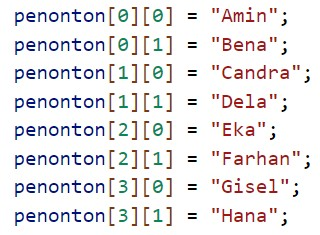 penonton[0][0] = "Amin";
penonton[0][1] = "Bena";
penonton[1][0] = "Candra";
penonton[1][1] = "Dela";
penonton[2][0] = "Eka";
penonton[2][1] = "Farhan";
penonton[3][0] = "Gisel";
penonton[3][1] = "Hana";